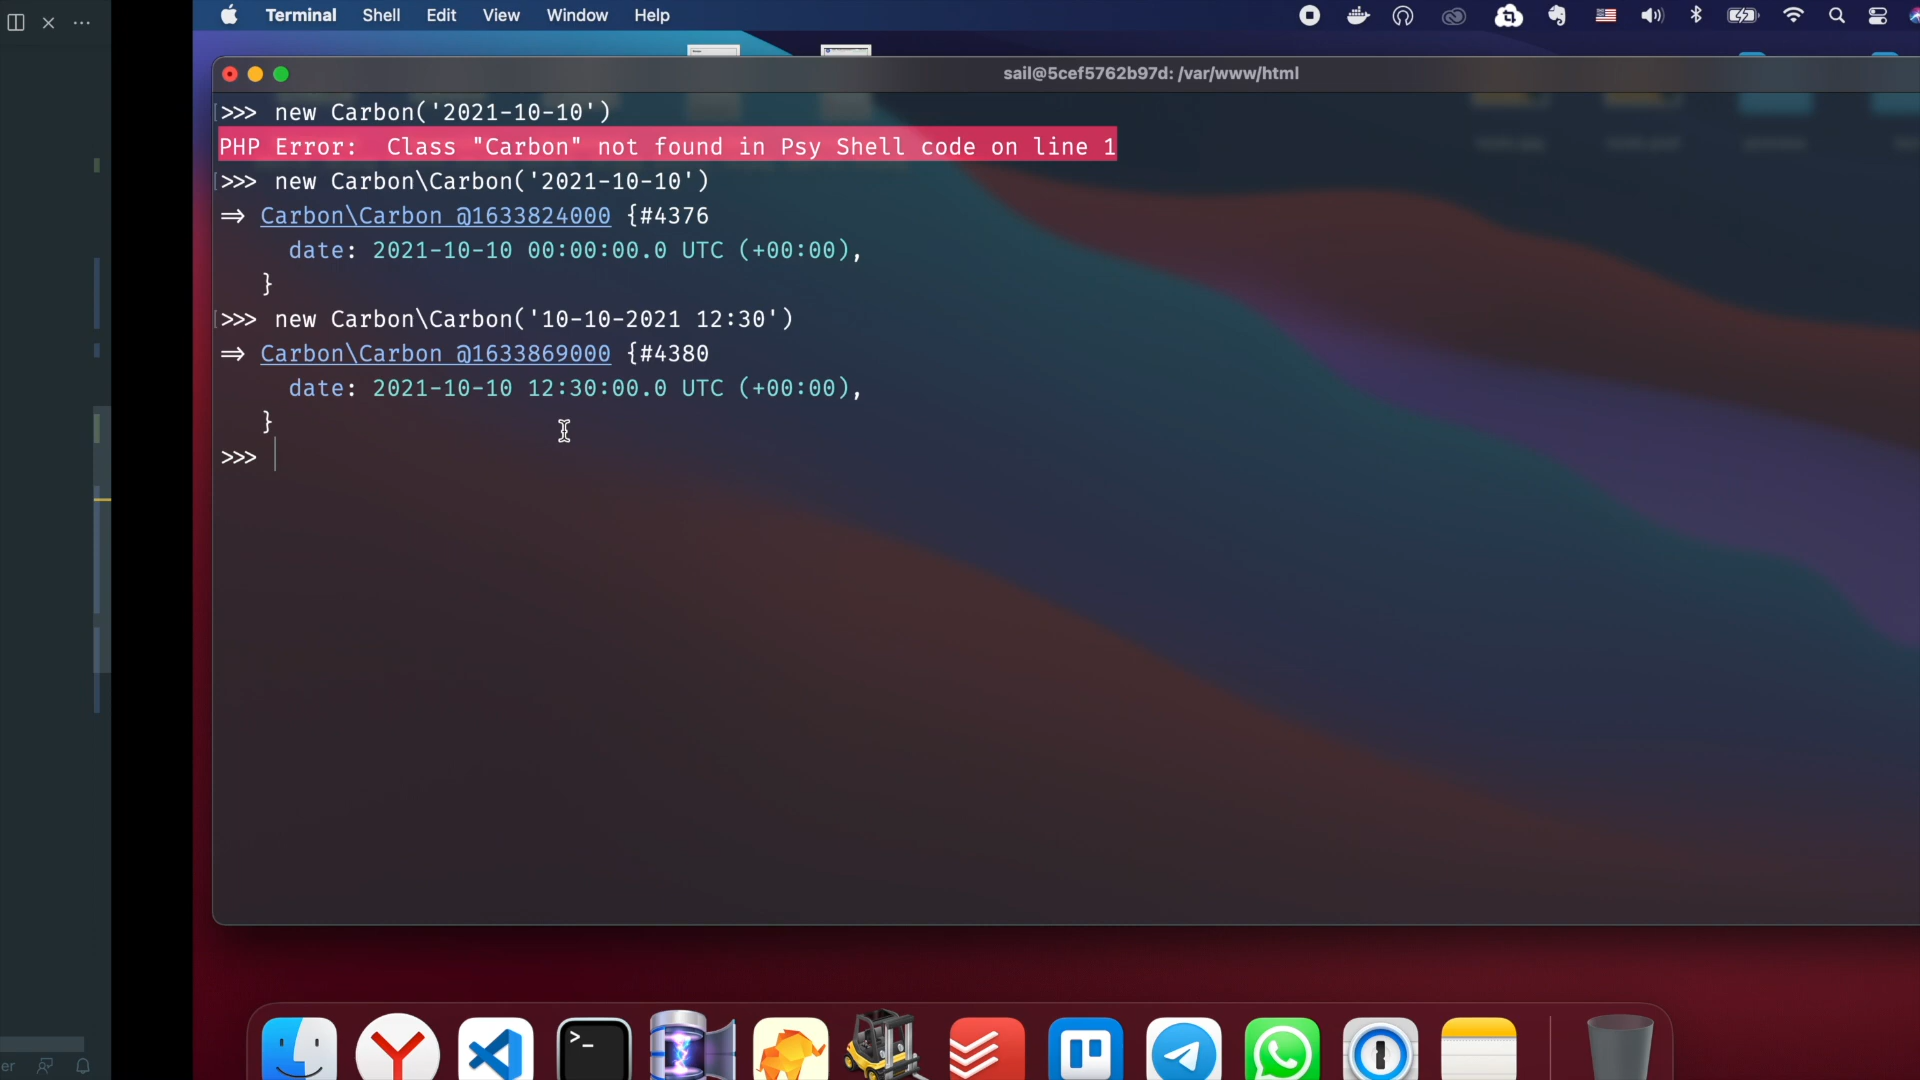 Terminal Shell Edit View Window Help
sail@5cef5762b97d: /var/www/html
>>> new Carbon('2021-10-10')
PHP Error:  Class "Carbon" not found in Psy Shell code on line 1
>>> new Carbon\Carbon('2021-10-10')
=> Carbon\Carbon @1633824000 {#4376
date: 2021-10-10 00:00:00.0 UTC (+00:00),
}
>>> new Carbon\Carbon('10-10-2021 12:30')
=> Carbon\Carbon @1633869000 {#4380
date: 2021-10-10 12:30:00.0 UTC (+00:00),
}
>>>
er